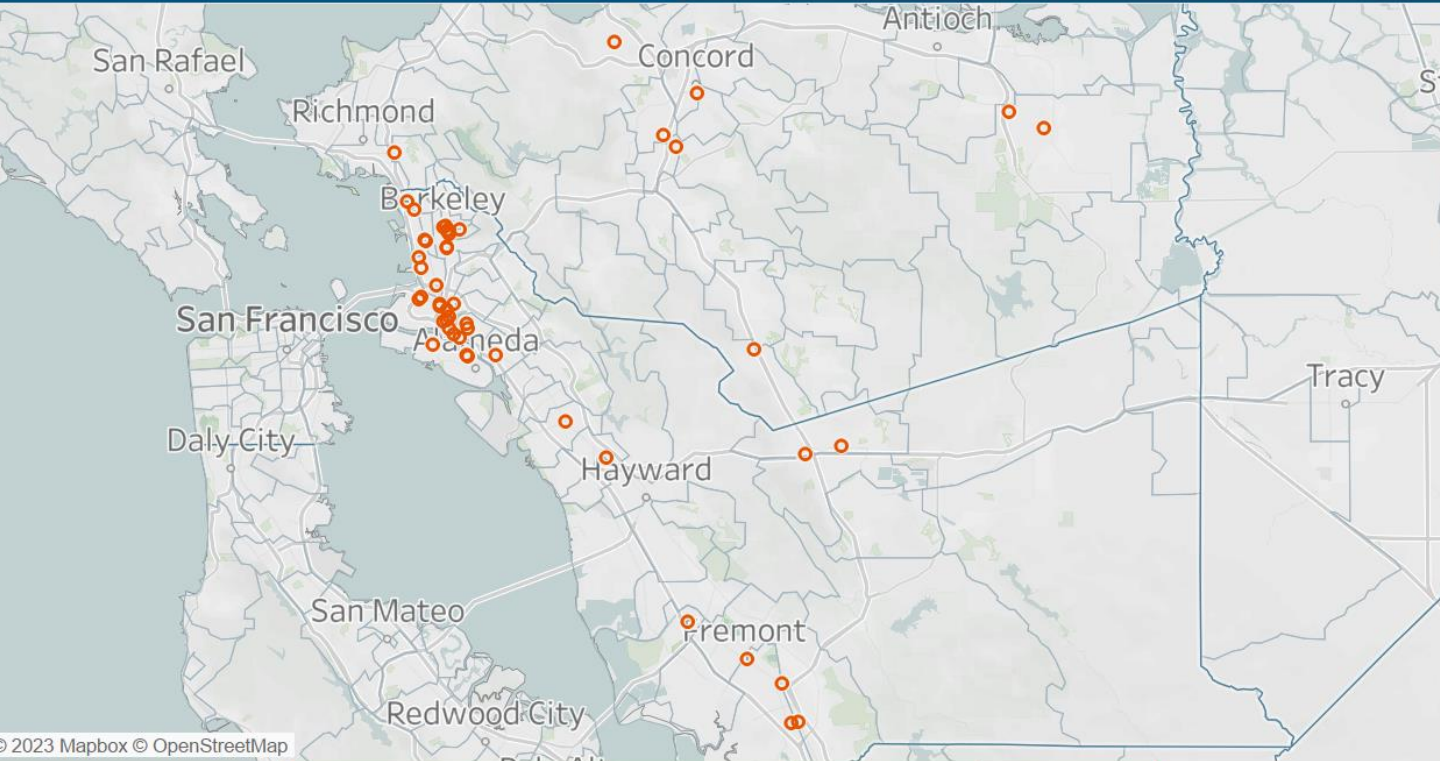 Antioch
San Rafael
Concord
Richmond
Berkeley
San Francisco
Alameda
Tracy
Daly City
Hayward
San Mateo
Fremont
Redwood City
© 2023 Mapbox © OpenStreetMap